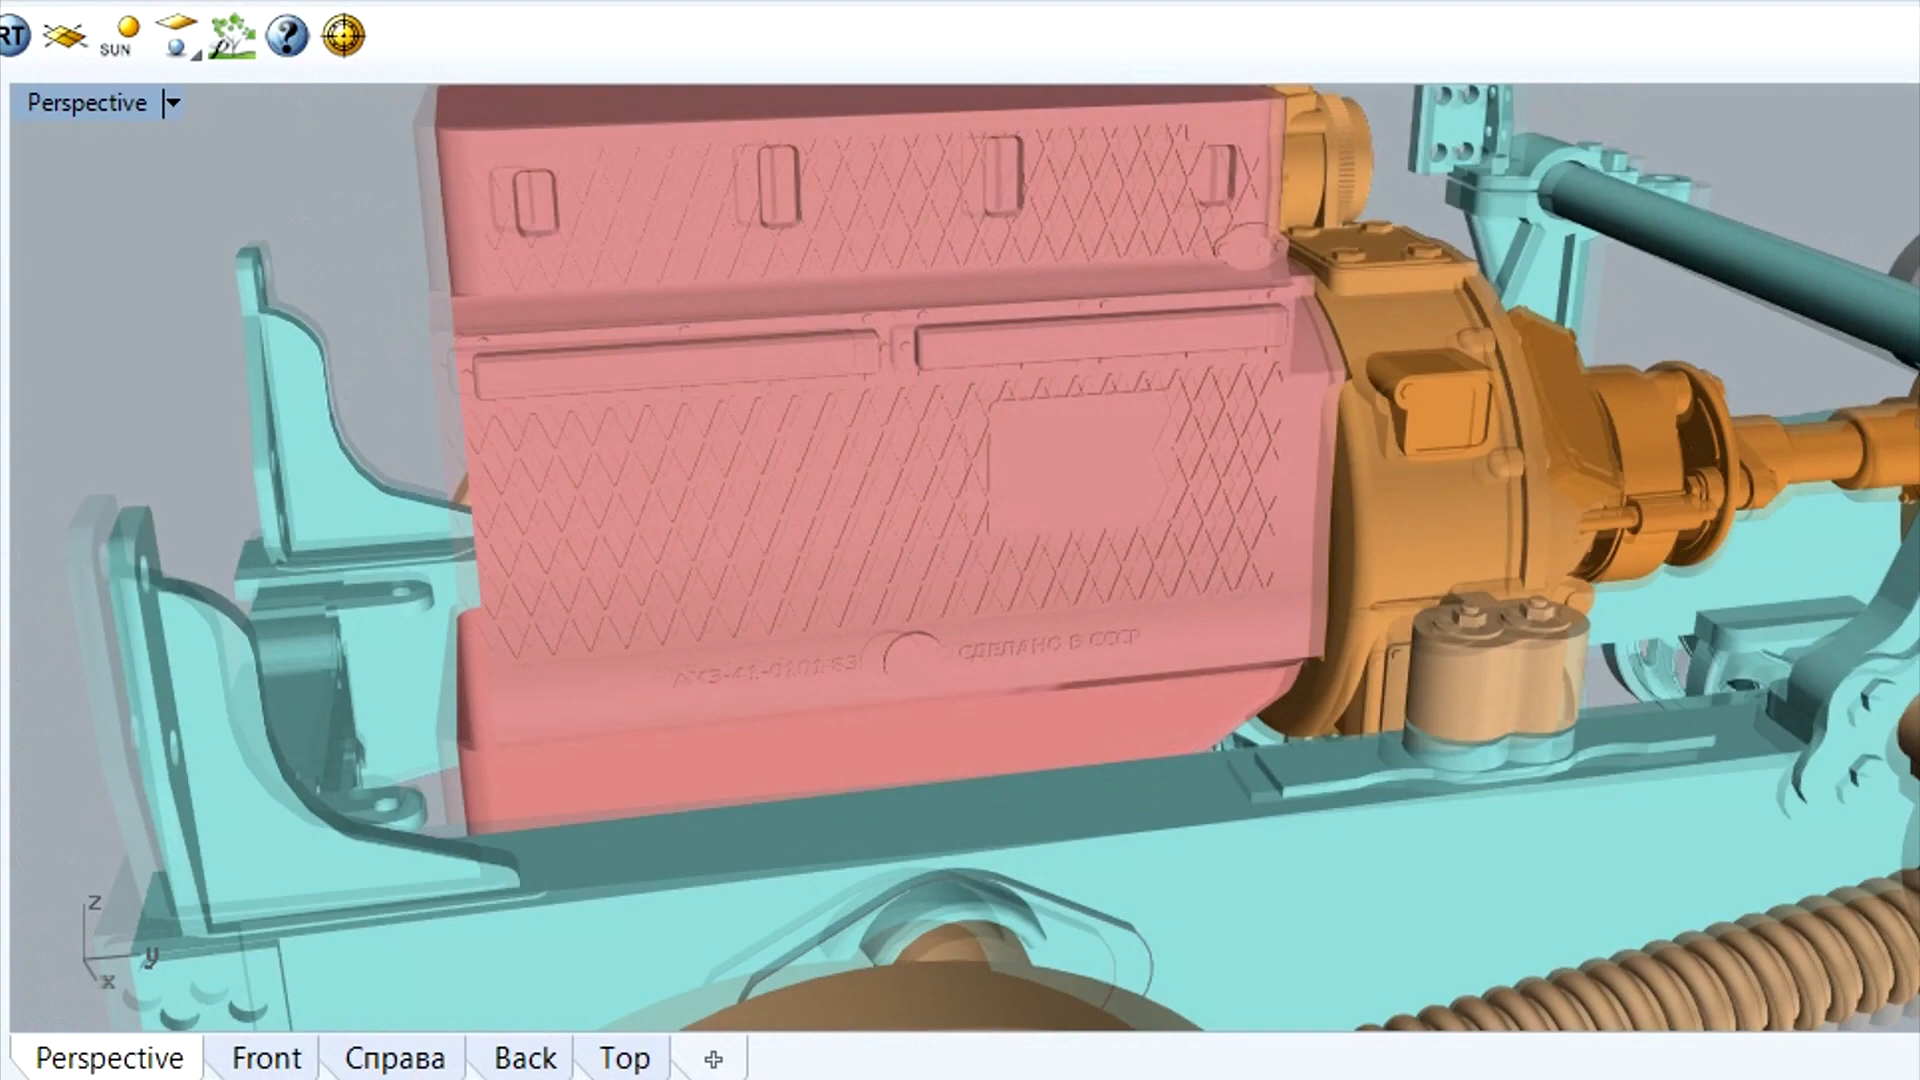 RT
SUN
Perspective
СДЕЛАНО В СССР
z
y
x
Perspective
Front
Справа
Back
Top